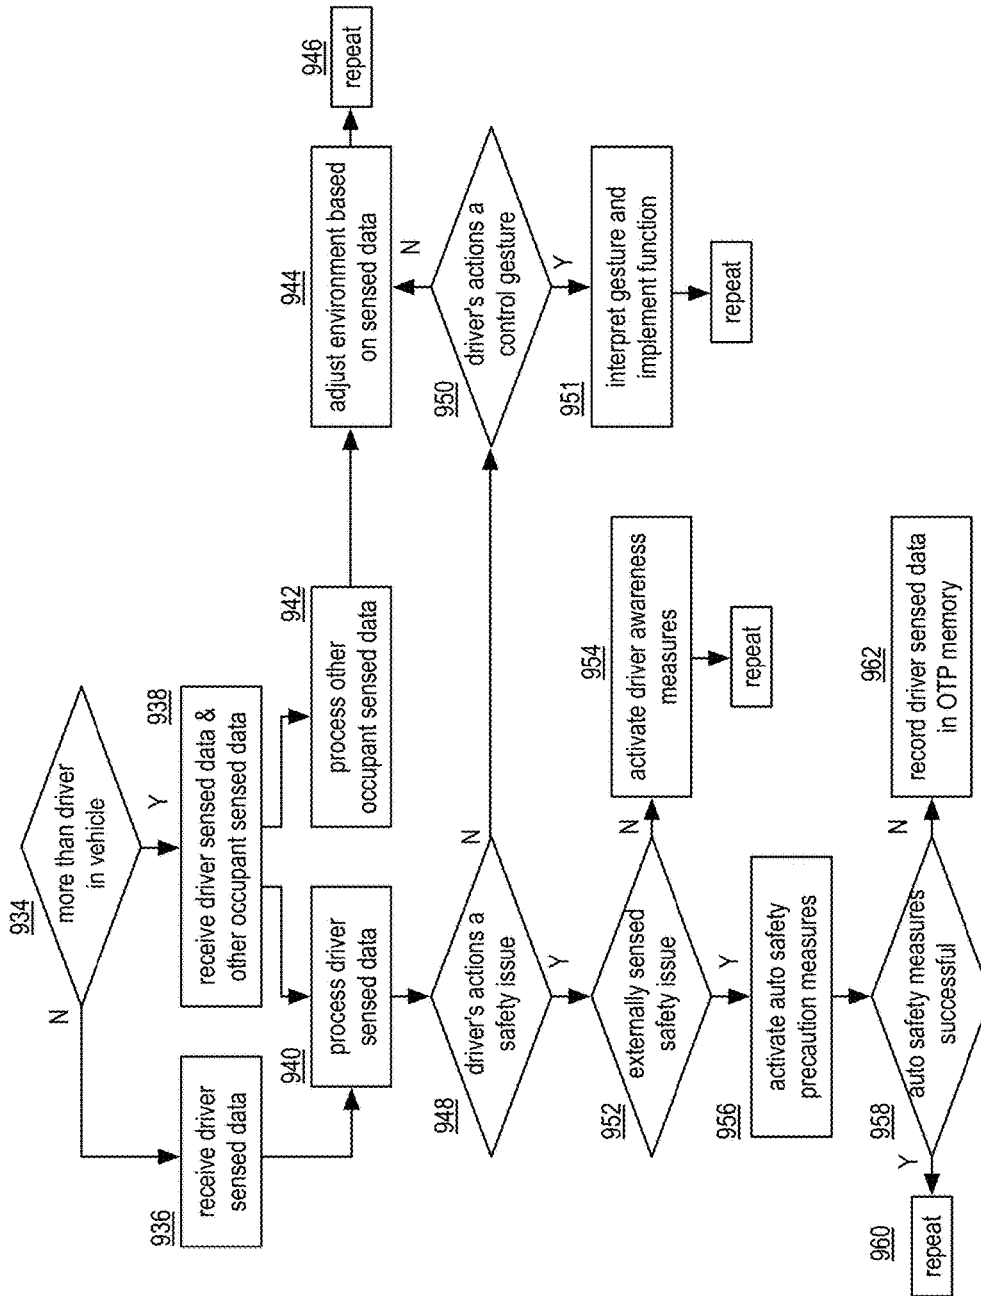 934
more than driver
in vehicle
N
Y
936
receive driver
sensed data
938
receive driver sensed data &
other occupant sensed data
940
process driver
sensed data
942
process other
occupant sensed data
944
adjust environment based
on sensed data
946
repeat
948
driver's actions a
safety issue
N
Y
950
driver's actions a
control gesture
N
Y
951
interpret gesture and
implement function
repeat
952
externally sensed
safety issue
N
Y
954
activate driver awareness
measures
repeat
956
activate auto safety
precaution measures
958
auto safety measures
successful
Y
N
960
repeat
962
record driver sensed data
in OTP memory